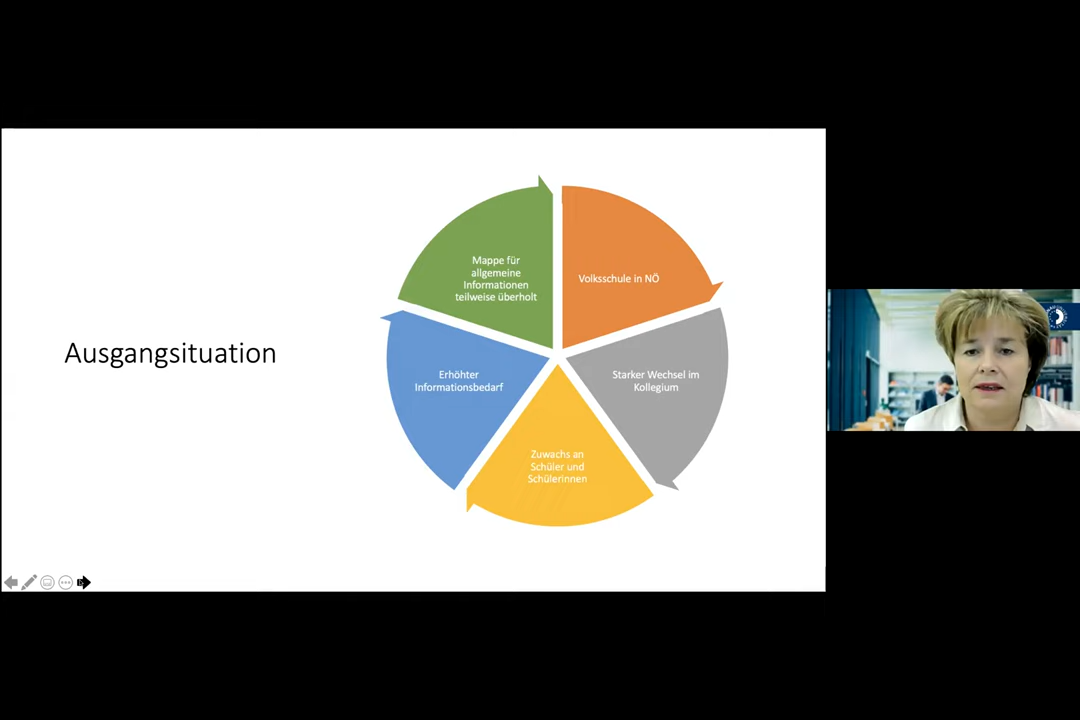 Ausgangsituation
Volksschule in NÖ
Starker Wechsel im
Kollegium
Zuwachs an
Schüler und
Schülerinnen
Erhöhter
Informationsbedarf
Mappe für
allgemeine
Informationen
teilweise überholt